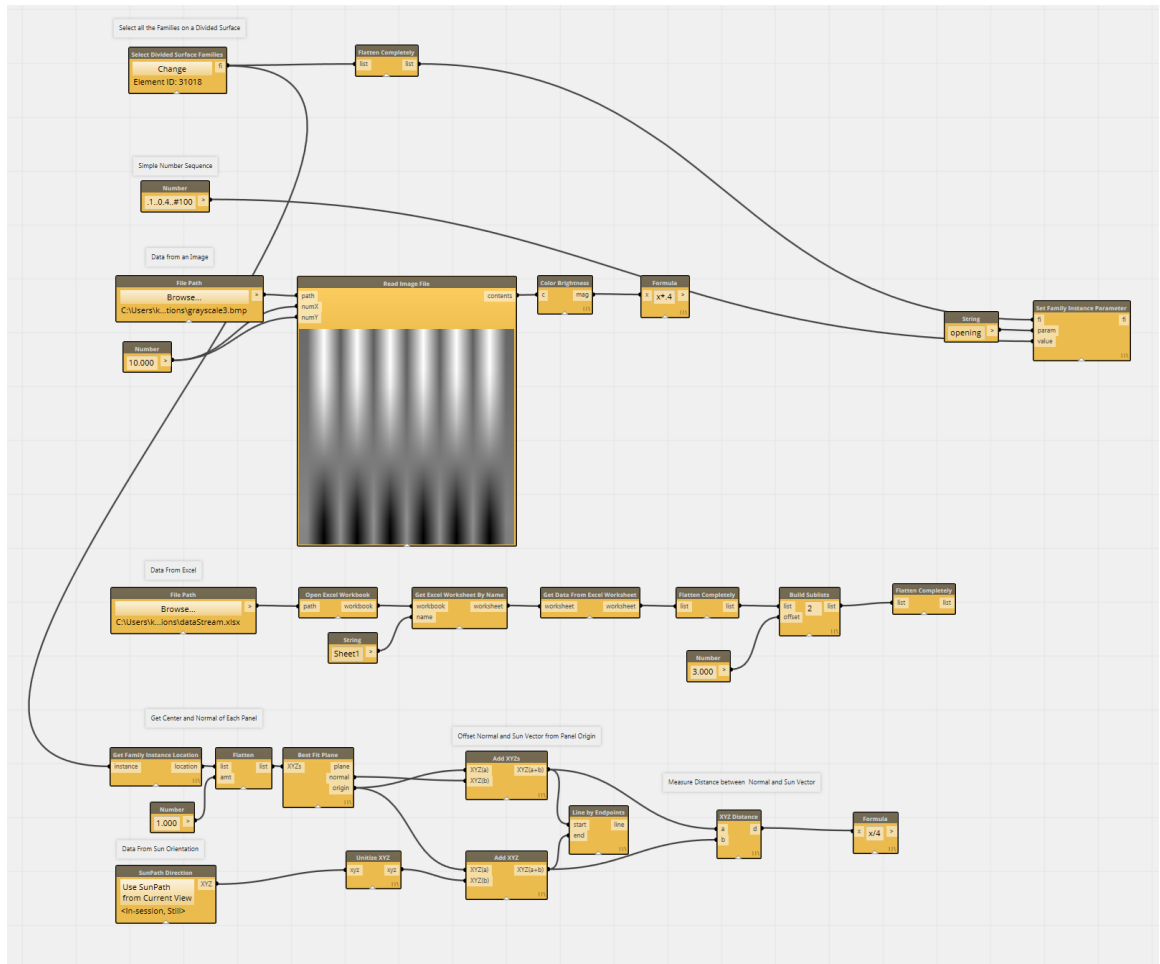 Select all the Families on a Divided Surface
Select Divided Surface Families
Change
fi
Element ID: 31018
Flatten Completely
list list
Simple Number Sequence
Number
.1..0.4..#100 >
Data from an Image
File Path
Browse... >
C:\Users\k...tions\grayscale3.bmp
Number
10.000 >
Read Image File
path contents
numX
numY
Color Brightness
c mag
Formula
x x*.4 >
String
opening >
Set Family Instance Parameter
fi fi
param
value
Data From Excel
File Path
Browse... >
C:\Users\k...ions\dataStream.xlsx
Open Excel Workbook
path workbook
Get Excel Worksheet By Name
workbook worksheet
name
String
Sheet1 >
Get Data From Excel Worksheet
worksheet worksheet
Flatten Completely
list list
Build Sublists
list 2 list
offset
Number
3.000 >
Flatten Completely
list list
Get Center and Normal of Each Panel
Get Family Instance Location
instance location
Flatten
list list
amt
Number
1.000 >
Best Fit Plane
XYZs plane
normal
origin
Data From Sun Orientation
SunPath Direction
Use SunPath
from Current View
XYZ
<In-session, Still>
Unitize XYZ
xyz xyz
Offset Normal and Sun Vector from Panel Origin
Add XYZs
XYZ(a) XYZ(a+b)
XYZ(b)
Line by Endpoints
start line
end
Add XYZ
XYZ(a) XYZ(a+b)
XYZ(b)
Measure Distance between Normal and Sun Vector
XYZ Distance
a d
b
Formula
x x/4 >